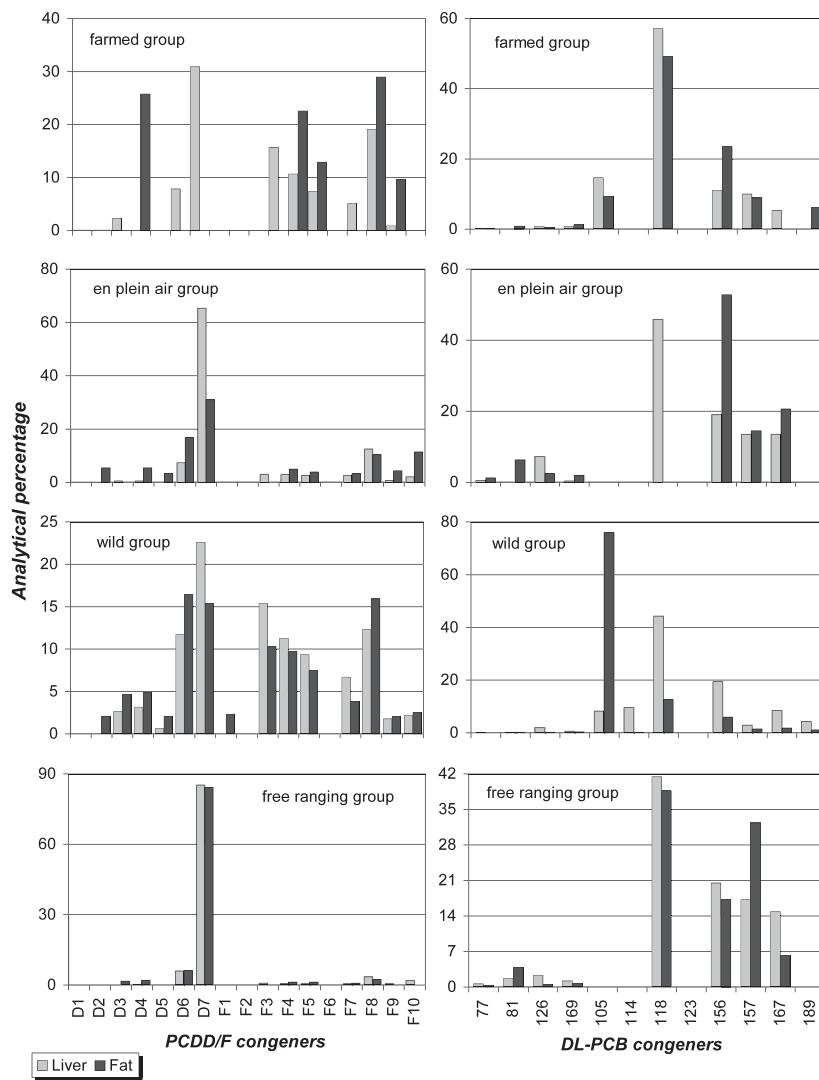 farmed group
40
30
20
10
0
farmed group
60
40
20
0
en plein air group
80
60
40
20
0
en plein air group
60
40
20
0
Analytical percentage
wild group
25
20
15
10
5
0
wild group
80
60
40
20
0
free ranging group
90
60
30
0
D1 D2 D3 D4 D5 D6 D7 F1 F2 F3 F4 F5 F6 F7 F8 F9 F10
PCDD/F congeners
free ranging group
42
35
28
21
14
7
0
77 81 126 169 105 114 118 123 156 157 167 189
DL-PCB congeners
Liver Fat